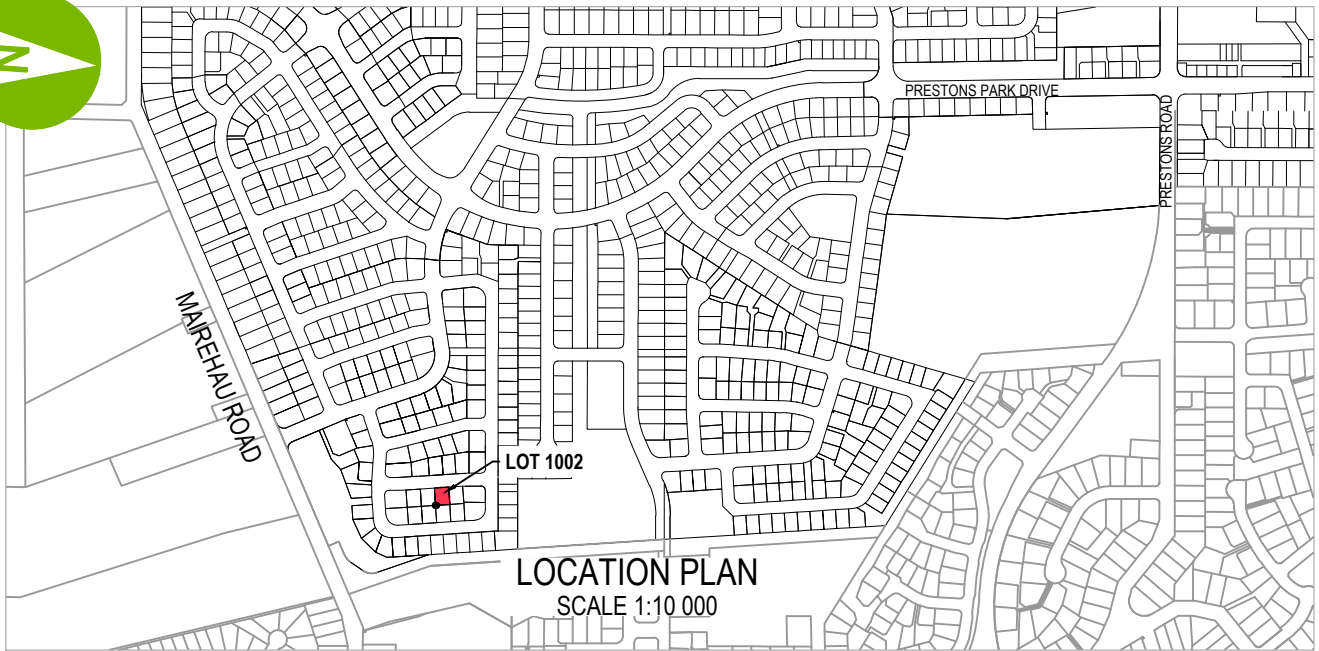 N
PRESTONS PARK DRIVE
PRESTONS ROAD
MAIREHAU ROAD
LOT 1002
LOCATION PLAN
SCALE 1:10 000